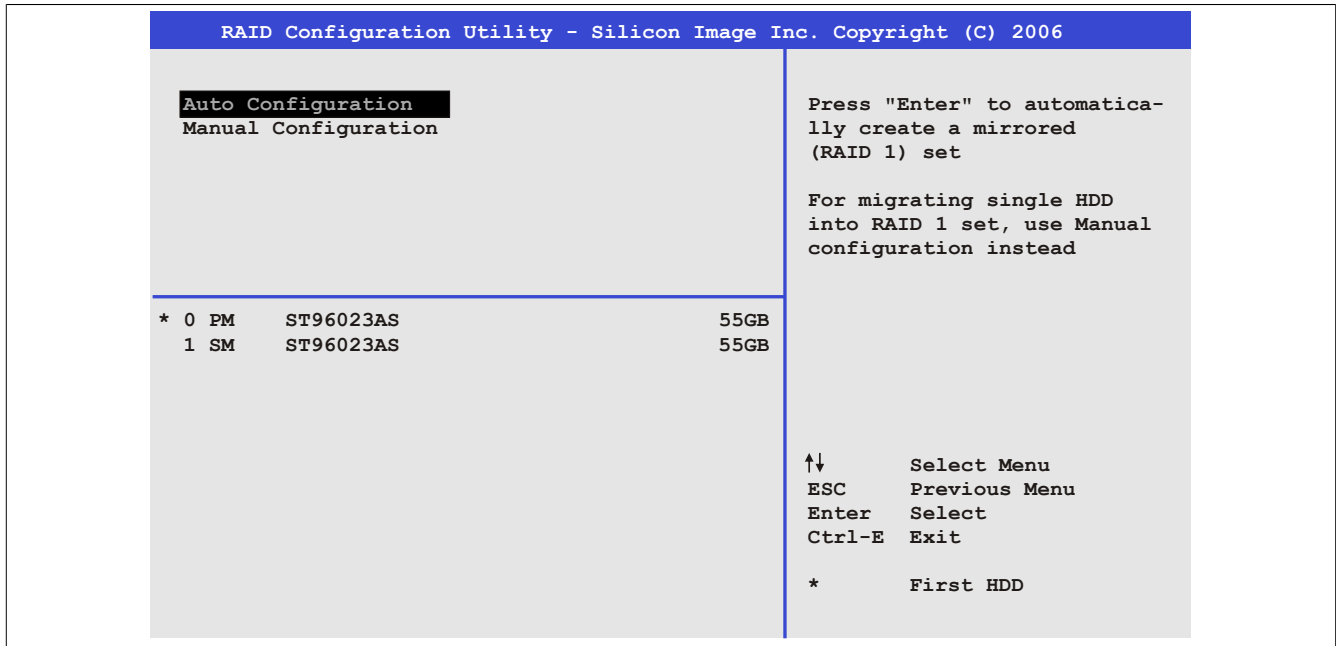 RAID Configuration Utility - Silicon Image Inc. Copyright (C) 2006
Auto Configuration
Manual Configuration
Press "Enter" to automatica-
lly create a mirrored
(RAID 1) set
For migrating single HDD
into RAID 1 set, use Manual
configuration instead
* 0 PM ST96023AS 55GB
1 SM ST96023AS 55GB
↑↓ Select Menu
ESC Previous Menu
Enter Select
Ctrl-E Exit
* First HDD